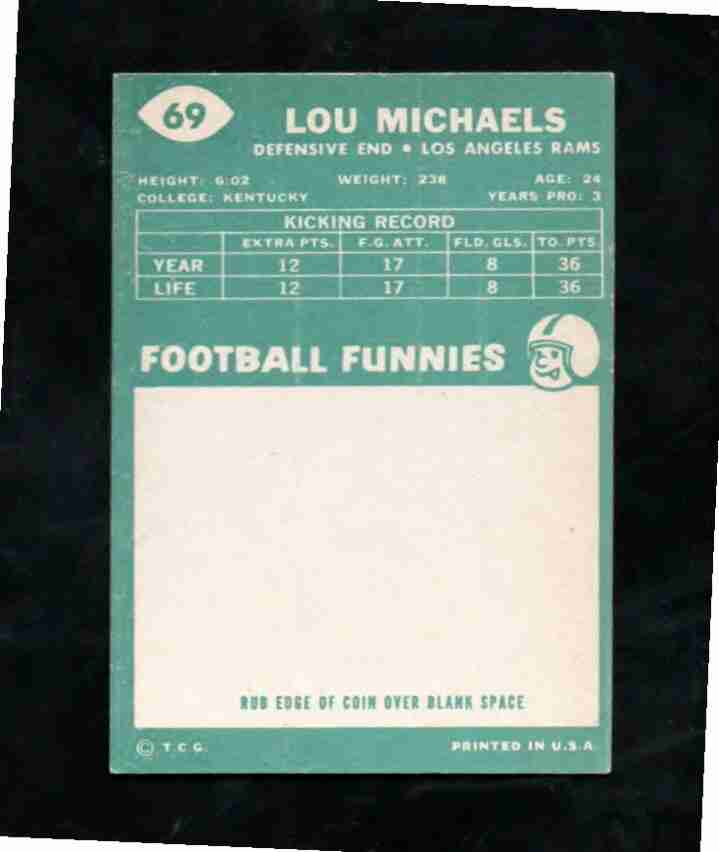 69
LOU MICHAELS
DEFENSIVE END • LOS ANGELES RAMS
HEIGHT: 6:02 WEIGHT: 238 AGE: 24
COLLEGE: KENTUCKY YEARS PRO: 3
KICKING RECORD
EXTRA PTS. F.G. ATT. FLD. GLS. TO. PTS
YEAR 12 17 8 36
LIFE 12 17 8 36
FOOTBALL FUNNIES
RUB EDGE OF COIN OVER BLANK SPACE
© T.C.G. PRINTED IN U.S.A.